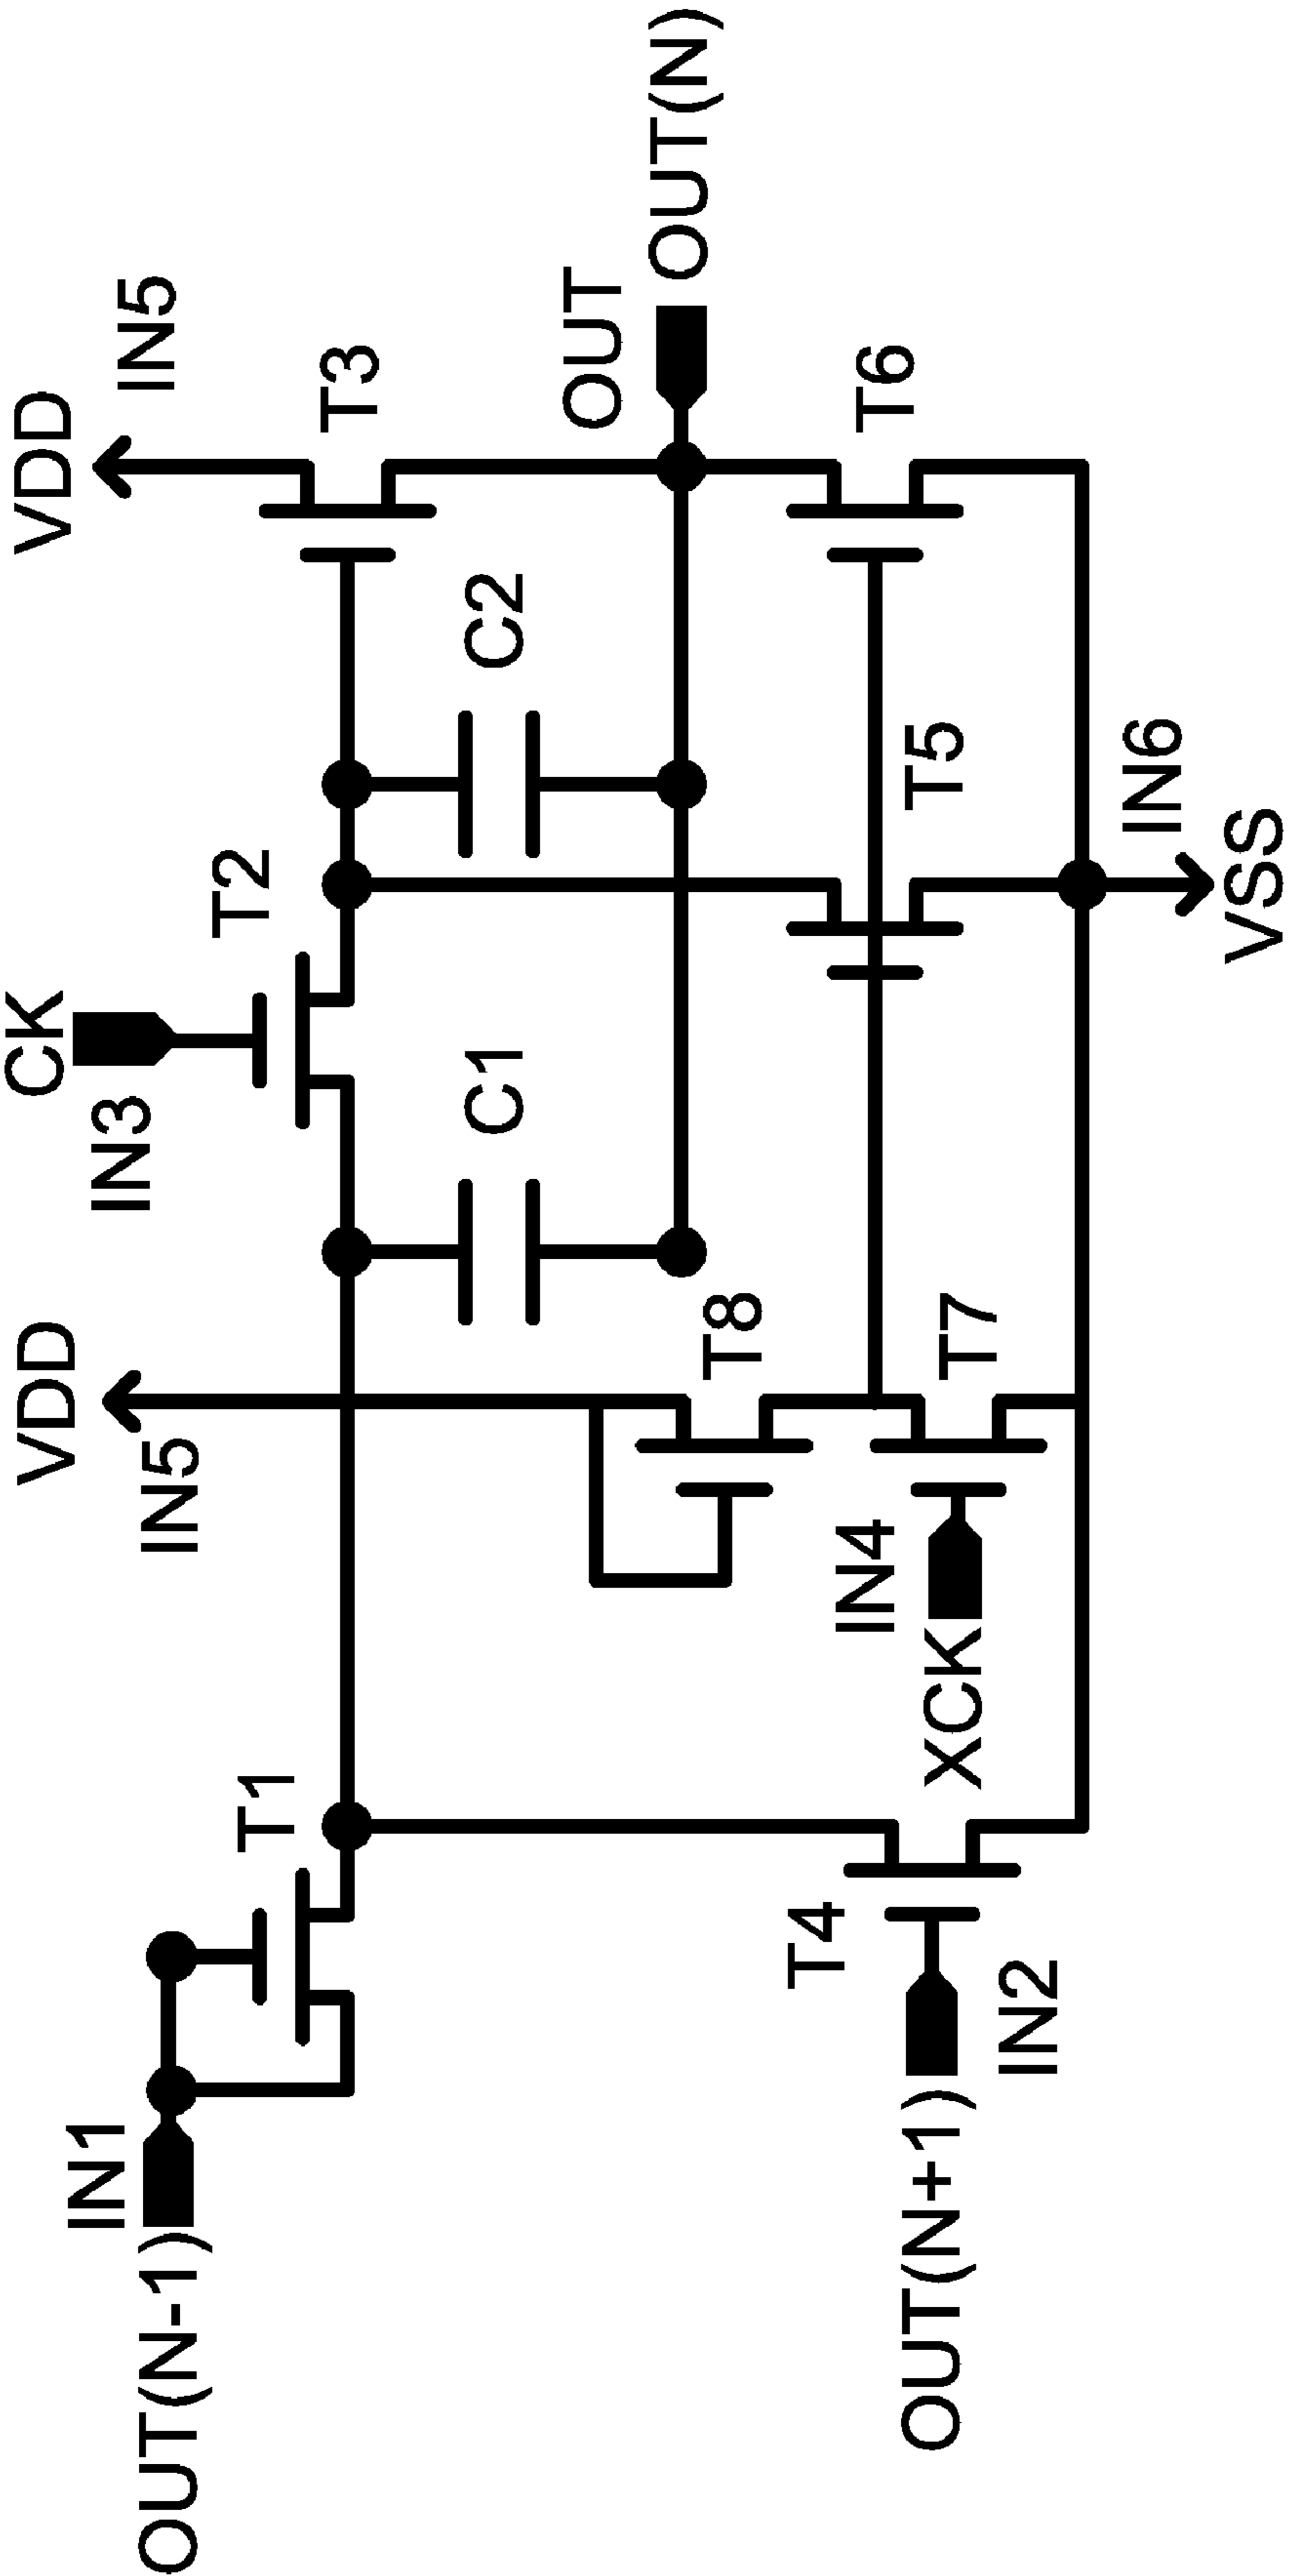 VDD
IN5
CK
IN3
VDD
IN5
IN1
OUT(N-1)
T1
T2
T3
C1
C2
OUT
OUT(N)
T8
T4
IN4
T7
T5
T6
XCK
OUT(N+1)
IN2
IN6
VSS